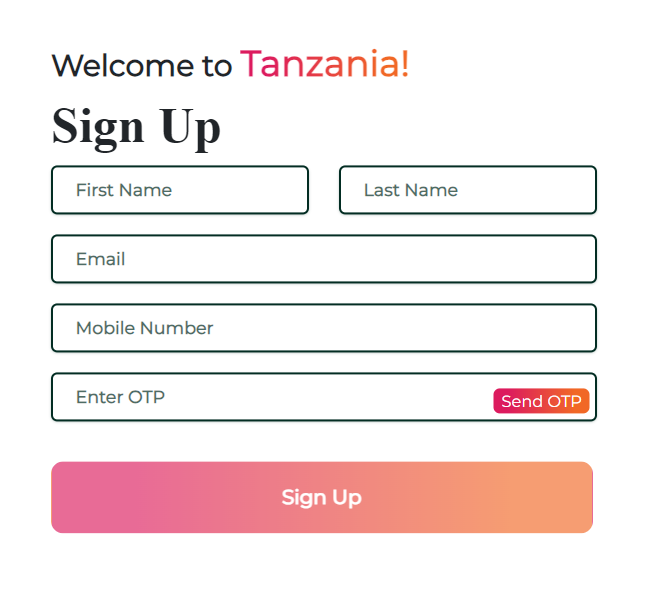 Welcome to Tanzania!
Sign Up
First Name Last Name
Email
Mobile Number
Enter OTP Send OTP
Sign Up